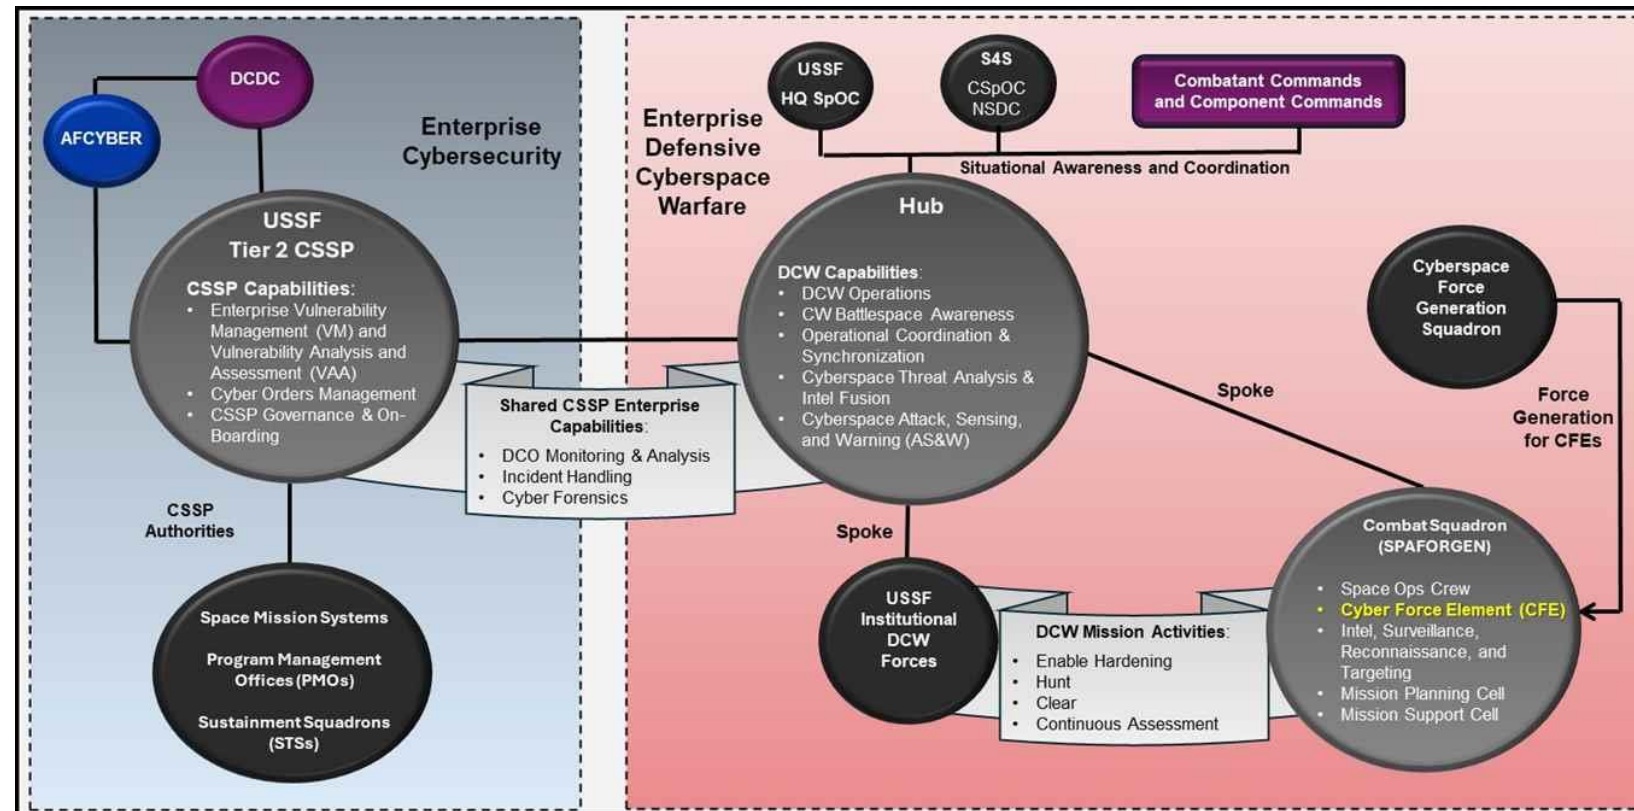 DCDC
AFCYBER
Enterprise
Cybersecurity
USSF
Tier 2 CSSP
CSSP Capabilities:
• Enterprise Vulnerability
Management (VM) and
Vulnerability Analysis and
Assessment (VAA)
• Cyber Orders Management
• CSSP Governance & On-
Boarding
CSSP
Authorities
Space Mission Systems
Program Management
Offices (PMOs)
Sustainment Squadrons
(STSs)
Shared CSSP Enterprise
Capabilities:
• DCO Monitoring & Analysis
• Incident Handling
• Cyber Forensics
Enterprise
Defensive
Cyberspace
Warfare
USSF
HQ SpOC
S4S
CSpOC
NSDC
Combatant Commands
and Component Commands
Situational Awareness and Coordination
Hub
DCW Capabilities:
• DCW Operations
• CW Battlespace Awareness
• Operational Coordination &
Synchronization
• Cyberspace Threat Analysis &
Intel Fusion
• Cyberspace Attack, Sensing,
and Warning (AS&W)
Spoke
USSF
Institutional
DCW
Forces
DCW Mission Activities:
• Enable Hardening
• Hunt
• Clear
• Continuous Assessment
Spoke
Cyberspace
Force
Generation
Squadron
Force
Generation
for CFEs
Combat Squadron
(SPAFORGEN)
• Space Ops Crew
• Cyber Force Element (CFE)
• Intel, Surveillance,
Reconnaissance, and
Targeting
• Mission Planning Cell
• Mission Support Cell